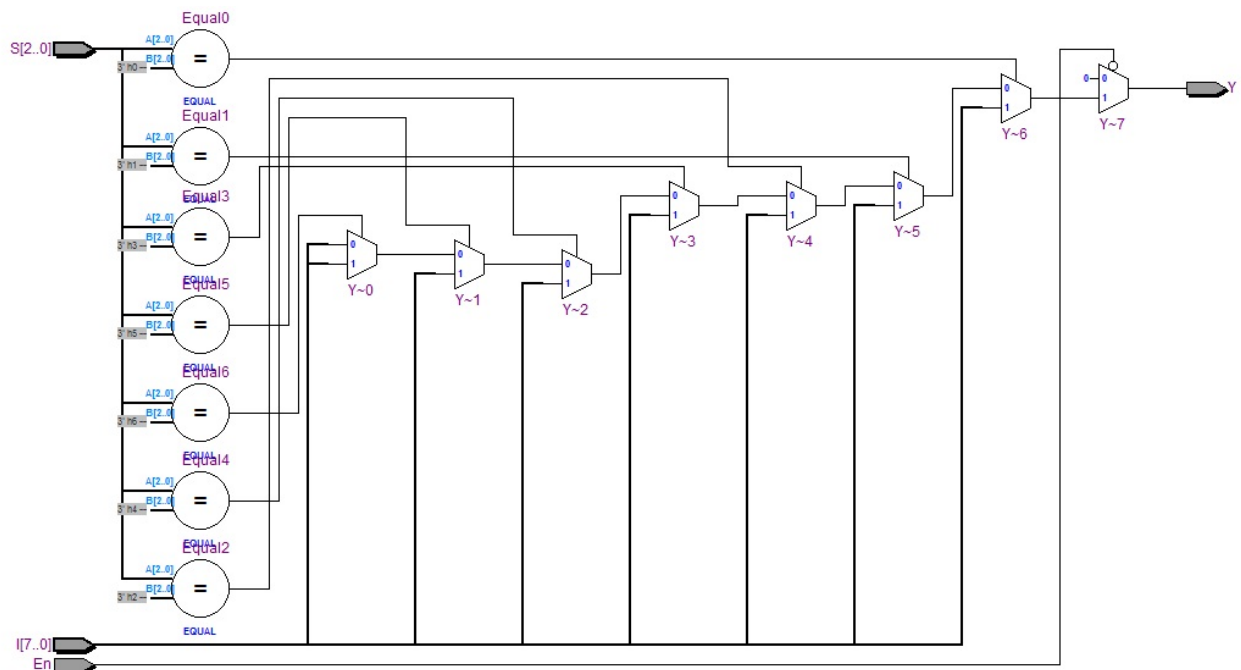 Equal0
S[2..0]
A[2..0]
B[2..0]
3' h0
=
EQUAL
Equal1
A[2..0]
B[2..0]
3' h1
=
EQUAL
Equal3
A[2..0]
B[2..0]
3' h3
=
EQUAL
Equal5
A[2..0]
B[2..0]
3' h5
=
EQUAL
Equal6
A[2..0]
B[2..0]
3' h6
=
EQUAL
Equal4
A[2..0]
B[2..0]
3' h4
=
EQUAL
Equal2
A[2..0]
B[2..0]
3' h2
=
EQUAL
I[7..0]
En
0
1
Y~0
0
1
Y~1
0
1
Y~2
0
1
Y~3
0
1
Y~4
0
1
Y~5
0
1
Y~6
0
0
1
Y~7
Y